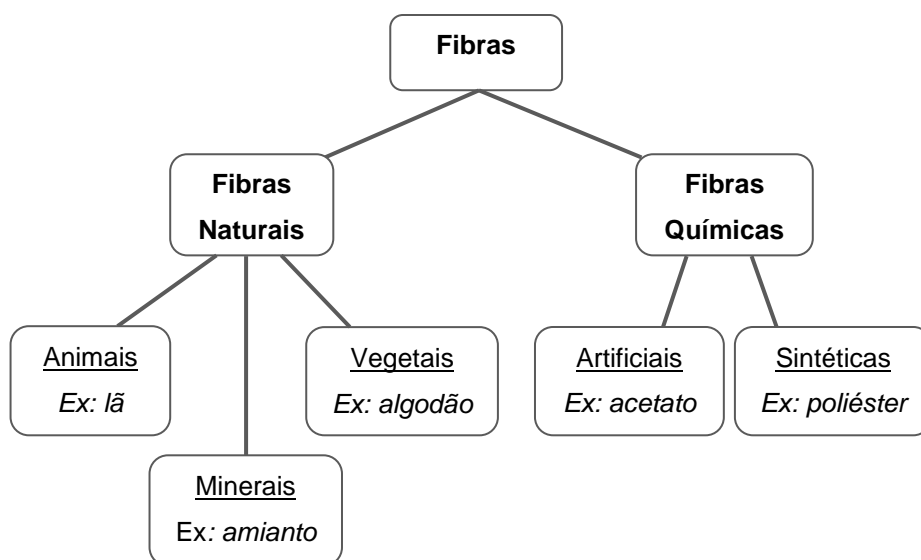 Fibras
Fibras
Naturais
Fibras
Químicas
Animais
Ex: lã
Vegetais
Ex: algodão
Artificiais
Ex: acetato
Sintéticas
Ex: poliéster
Minerais
Ex: amianto